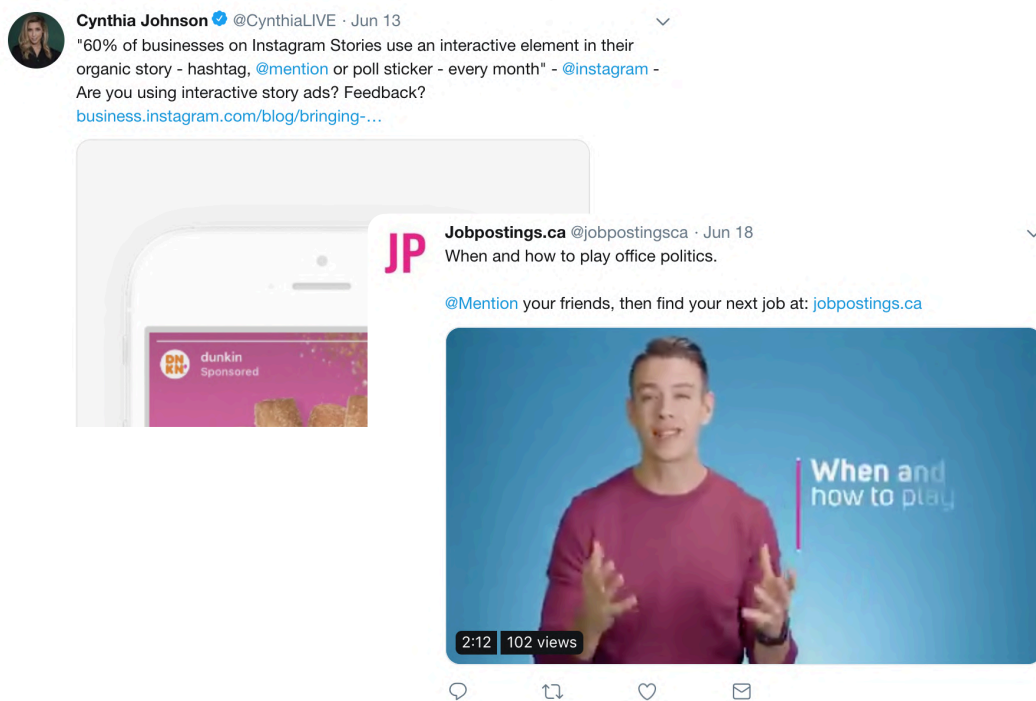 Cynthia Johnson @CynthiaLIVE · Jun 13
"60% of businesses on Instagram Stories use an interactive element in their
organic story - hashtag, @mention or poll sticker - every month" - @instagram -
Are you using interactive story ads? Feedback?
business.instagram.com/blog/bringing-…
DN
KN'
dunkin
Sponsored
JP
Jobpostings.ca @jobpostingsca · Jun 18
When and how to play office politics.
@Mention your friends, then find your next job at: jobpostings.ca
When and
how to play
2:12 102 views